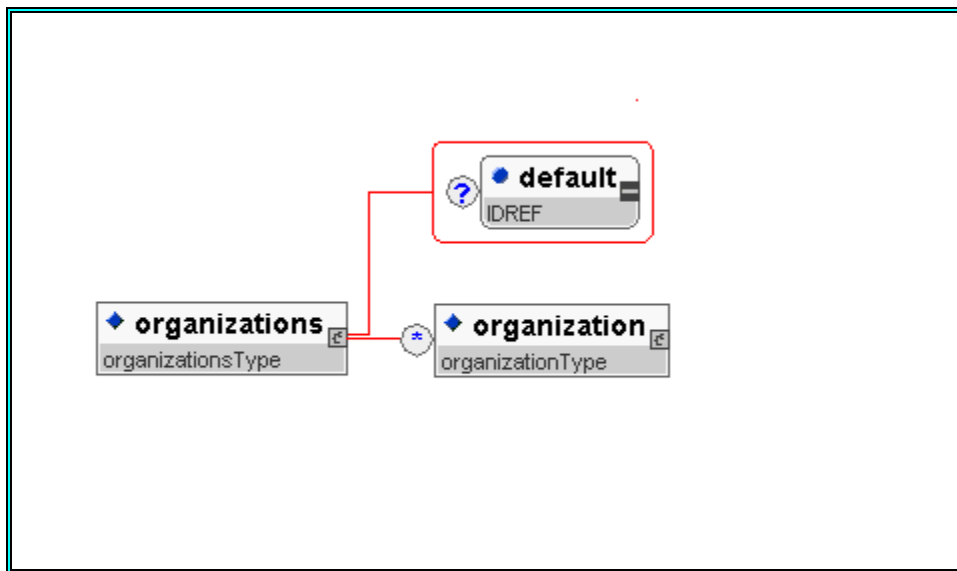 ?
default
IDREF
organizations
organizationsType
*
organization
organizationType